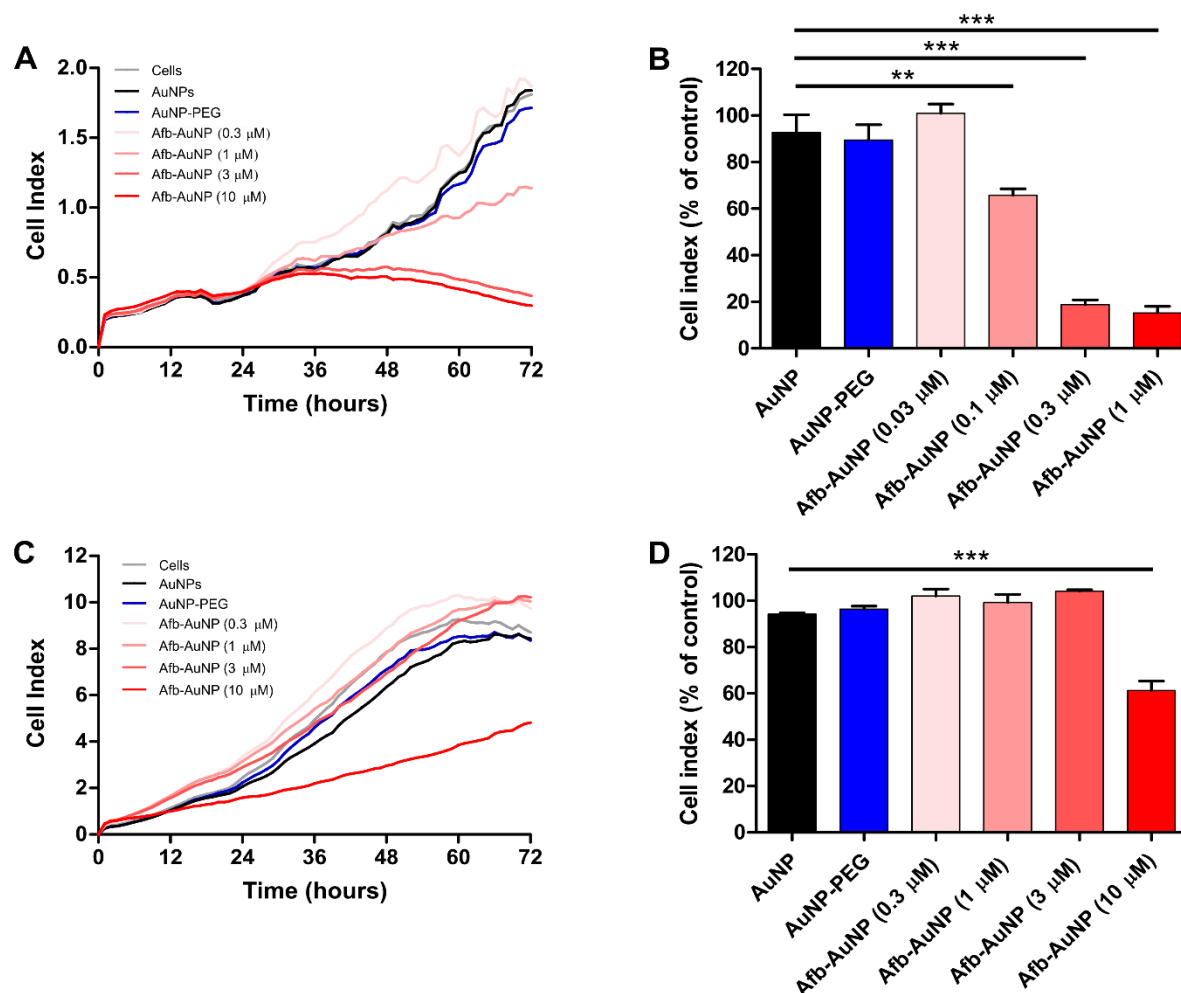 A
2.0
1.5
1.0
0.5
0.0
Cell Index
Cells
AuNPs
AuNP-PEG
Afb-AuNP (0.3 μM)
Afb-AuNP (1 μM)
Afb-AuNP (3 μM)
Afb-AuNP (10 μM)
0 12 24 36 48 60 72
Time (hours)
B
***
***
**
120
100
80
60
40
20
0
Cell index (% of control)
AuNP
AuNP-PEG
Afb-AuNP (0.03 μM)
Afb-AuNP (0.1 μM)
Afb-AuNP (0.3 μM)
Afb-AuNP (1 μM)
C
12
10
8
6
4
2
0
Cell Index
Cells
AuNPs
AuNP-PEG
Afb-AuNP (0.3 μM)
Afb-AuNP (1 μM)
Afb-AuNP (3 μM)
Afb-AuNP (10 μM)
0 12 24 36 48 60 72
Time (hours)
D
***
120
100
80
60
40
20
0
Cell index (% of control)
AuNP
AuNP-PEG
Afb-AuNP (0.3 μM)
Afb-AuNP (1 μM)
Afb-AuNP (3 μM)
Afb-AuNP (10 μM)